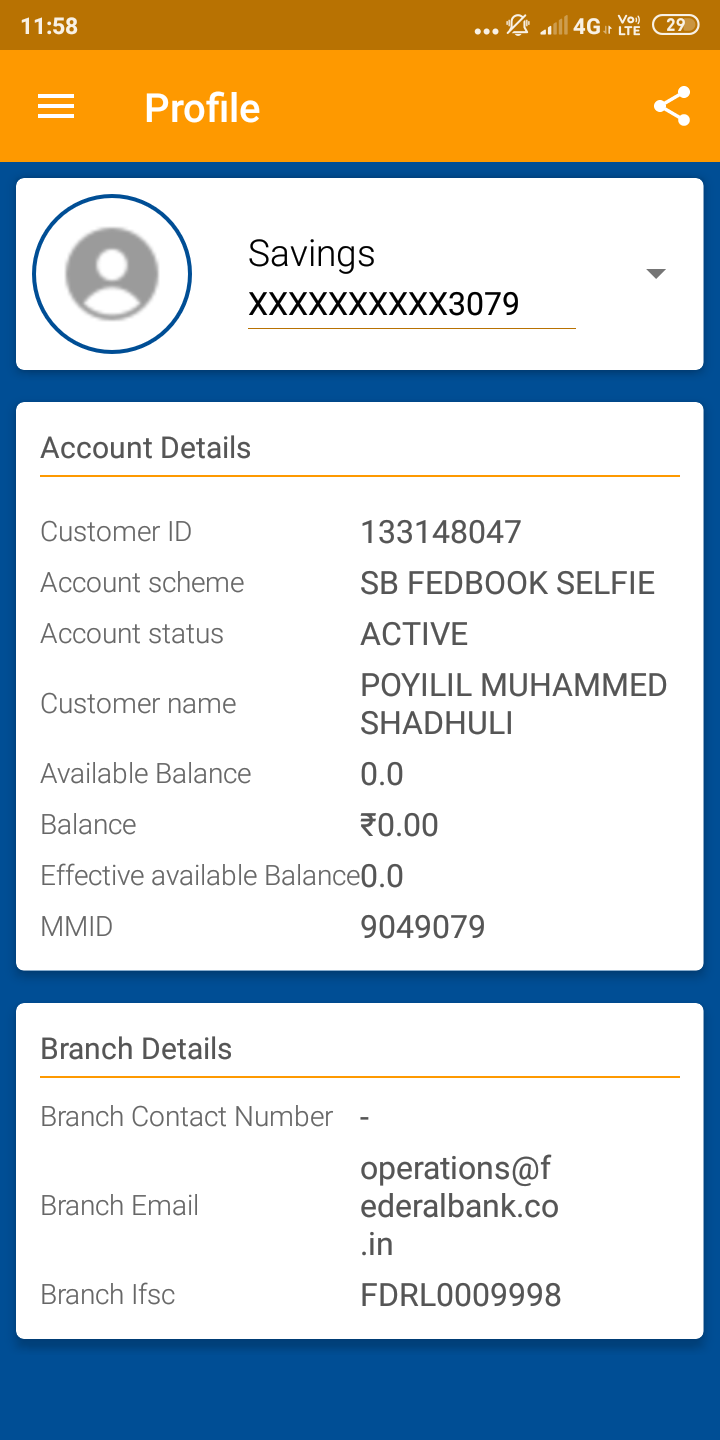 11:58
4G Vo) LTE 29
Profile
Savings
XXXXXXXXXX3079
Account Details
Customer ID 133148047
Account scheme SB FEDBOOK SELFIE
Account status ACTIVE
Customer name POYILIL MUHAMMED
SHADHULI
Available Balance 0.0
Balance ₹0.00
Effective available Balance 0.0
MMID 9049079
Branch Details
Branch Contact Number -
Branch Email operations@f
ederalbank.co
.in
Branch Ifsc FDRL0009998